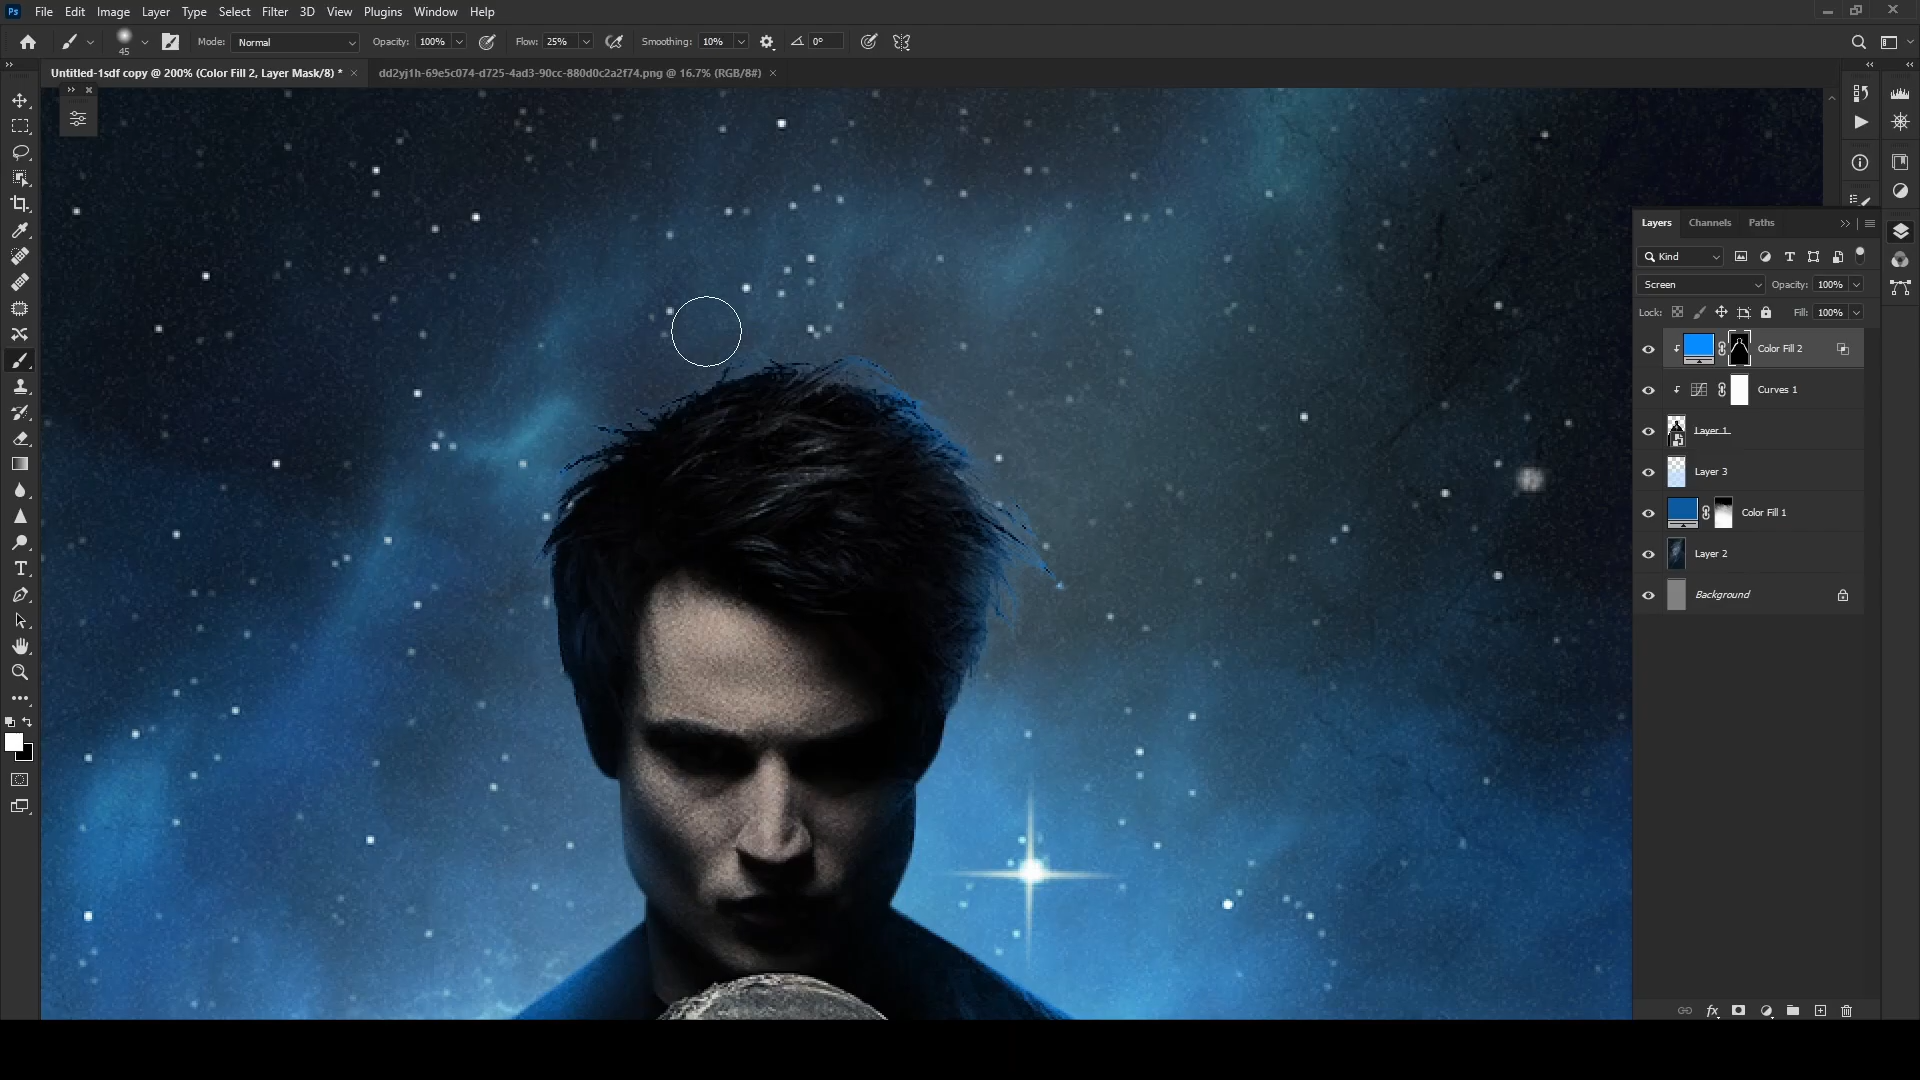 Ps File Edit Image Layer Type Select Filter 3D View Plugins Window Help
45 Mode: Normal Opacity: 100% Flow: 25% Smoothing: 10% 0°
Untitled-1sdf copy @ 200% (Color Fill 2, Layer Mask/8) * × dd2yj1h-69e5c074-d725-4ad3-90cc-880d0c2a2f74.png @ 16.7% (RGB/8#) ×
Layers Channels Paths
Kind
Screen Opacity: 100%
Lock: Fill: 100%
Color Fill 2
Curves 1
Layer 1
Layer 3
Color Fill 1
Layer 2
Background
fx